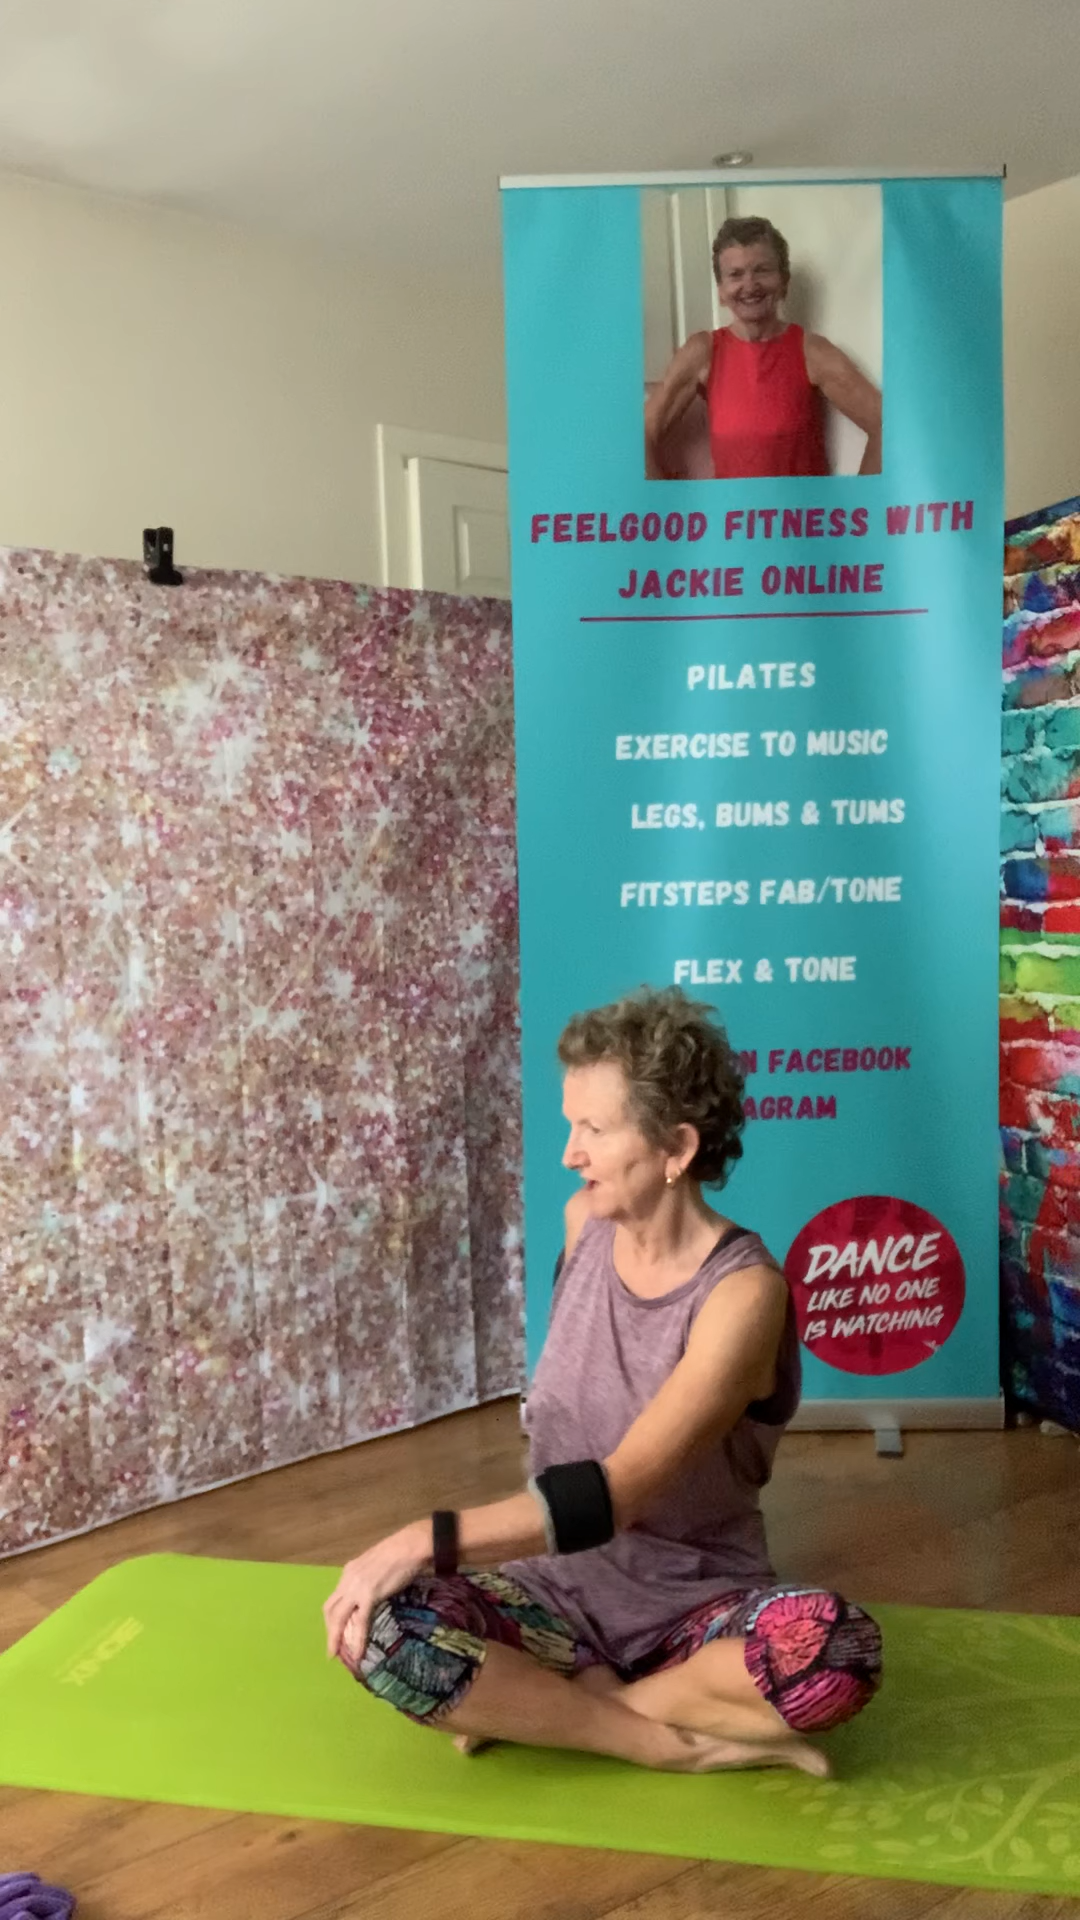 FEELGOOD FITNESS WITH
JACKIE ONLINE
PILATES
EXERCISE TO MUSIC
LEGS, BUMS & TUMS
FITSTEPS FAB/TONE
FLEX & TONE
FACEBOOK
DANCE
LIKE NO ONE
IS WATCHING